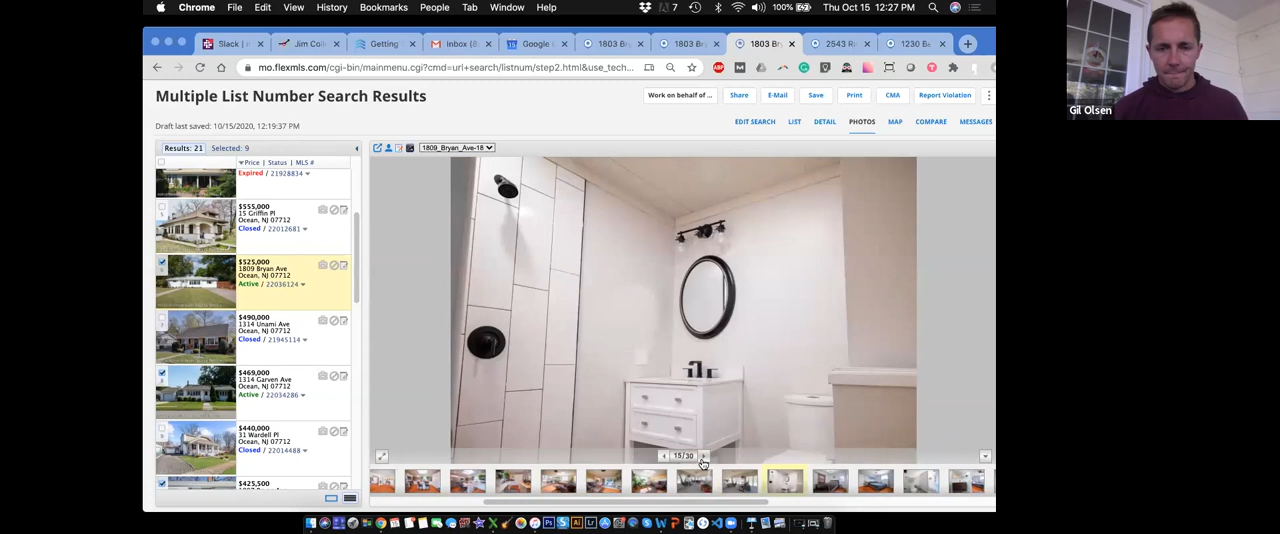 Chrome File Edit View History Bookmarks People Tab Window Help
7 100% Thu Oct 15 12:27 PM
Slack | Jim Coll Getting Inbox (8 Google 1803 Br 1803 Br 1803 Br 2543 R 1230 B
mo.flexmls.com/cgi-bin/mainmenu.cgi?cmd=url+search/listnum/step2.html&use_tech...
Gil Olsen
Multiple List Number Search Results
Work on behalf of ... Share E-Mail Save Print CMA Report Violation
Draft last saved: 10/15/2020, 12:19:37 PM
EDIT SEARCH LIST DETAIL PHOTOS MAP COMPARE MESSAGES
Results: 21 Selected: 9
1809_Bryan_Ave-18
Price | Status | MLS #
Expired / 21928834
$555,000
15 Griffin Pl
Ocean, NJ 07712
Closed / 22012681
$525,000
1809 Bryan Ave
Ocean, NJ 07712
Active / 22036124
$490,000
1314 Unami Ave
Ocean, NJ 07712
Closed / 21945114
$469,000
1314 Garven Ave
Ocean, NJ 07712
Active / 22034286
$440,000
31 Wardell Pl
Ocean, NJ 07712
Closed / 22014488
$425,500
15/30